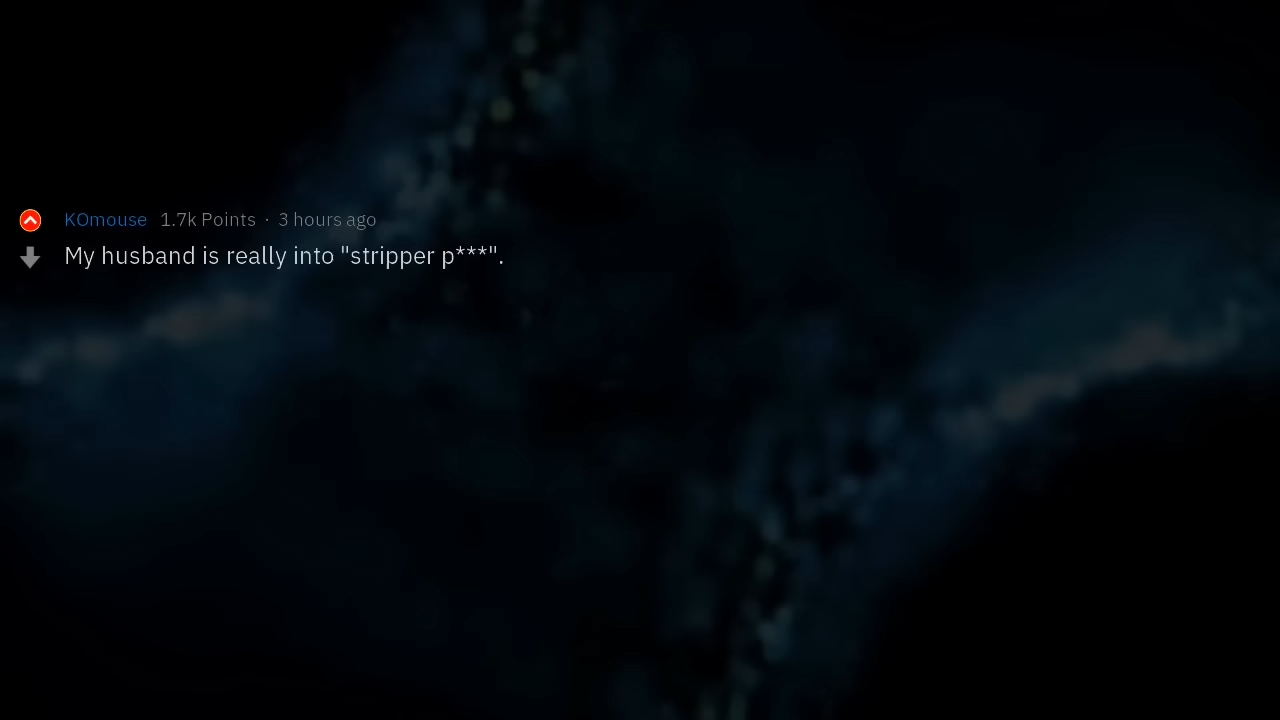 KOmouse 1.7k Points · 3 hours ago
My husband is really into "stripper p***".